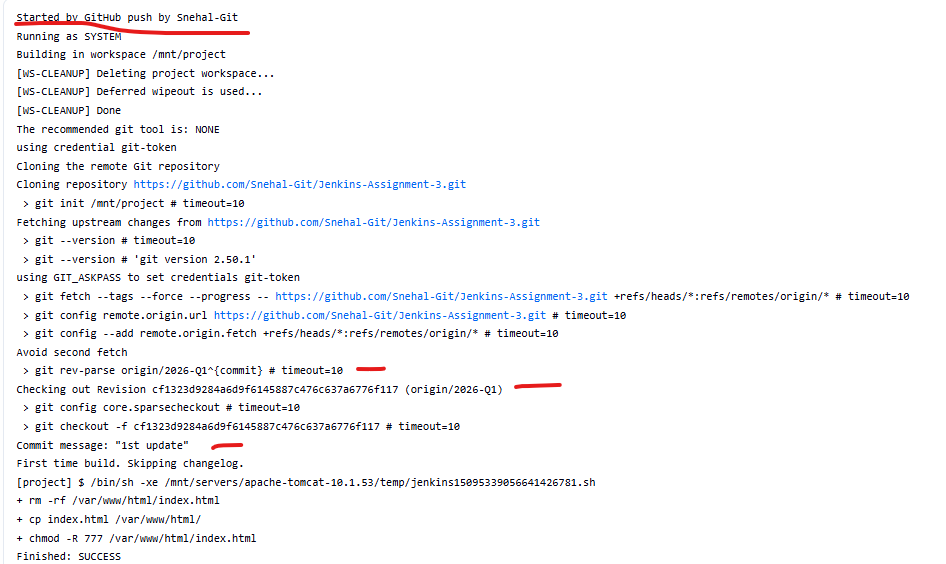 Started by GitHub push by Snehal-Git
Running as SYSTEM
Building in workspace /mnt/project
[WS-CLEANUP] Deleting project workspace...
[WS-CLEANUP] Deferred wipeout is used...
[WS-CLEANUP] Done
The recommended git tool is: NONE
using credential git-token
Cloning the remote Git repository
Cloning repository https://github.com/Snehal-Git/Jenkins-Assignment-3.git
 > git init /mnt/project # timeout=10
Fetching upstream changes from https://github.com/Snehal-Git/Jenkins-Assignment-3.git
 > git --version # timeout=10
 > git --version # 'git version 2.50.1'
using GIT_ASKPASS to set credentials git-token
 > git fetch --tags --force --progress -- https://github.com/Snehal-Git/Jenkins-Assignment-3.git +refs/heads/*:refs/remotes/origin/* # timeout=10
 > git config remote.origin.url https://github.com/Snehal-Git/Jenkins-Assignment-3.git # timeout=10
 > git config --add remote.origin.fetch +refs/heads/*:refs/remotes/origin/* # timeout=10
Avoid second fetch
 > git rev-parse origin/2026-Q1^{commit} # timeout=10
Checking out Revision cf1323d9284a6d9f6145887c476c637a6776f117 (origin/2026-Q1)
 > git config core.sparsecheckout # timeout=10
 > git checkout -f cf1323d9284a6d9f6145887c476c637a6776f117 # timeout=10
Commit message: "1st update"
First time build. Skipping changelog.
[project] $ /bin/sh -xe /mnt/servers/apache-tomcat-10.1.53/temp/jenkins15095339056641426781.sh
+ rm -rf /var/www/html/index.html
+ cp index.html /var/www/html/
+ chmod -R 777 /var/www/html/index.html
Finished: SUCCESS